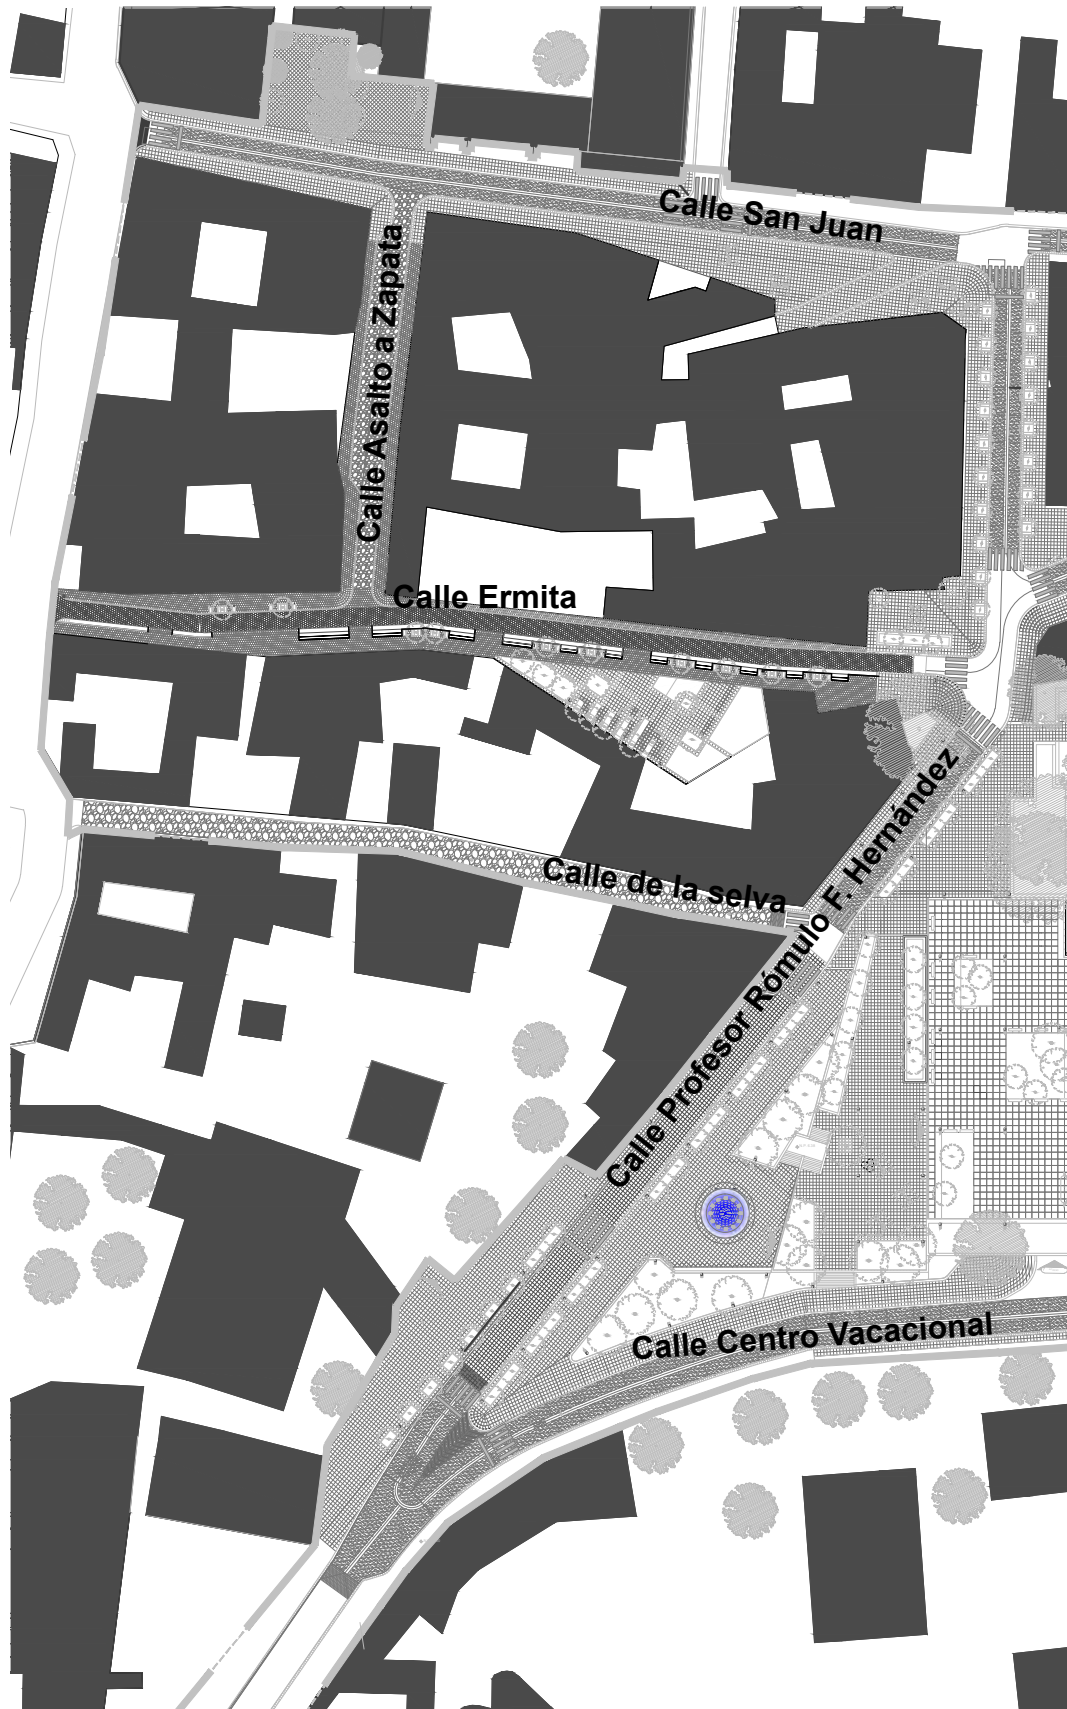 Calle San Juan
Calle Asalto a Zapata
Calle Ermita
Calle de la selva
Calle Profesor Rómulo F. Hernández
Calle Centro Vacacional